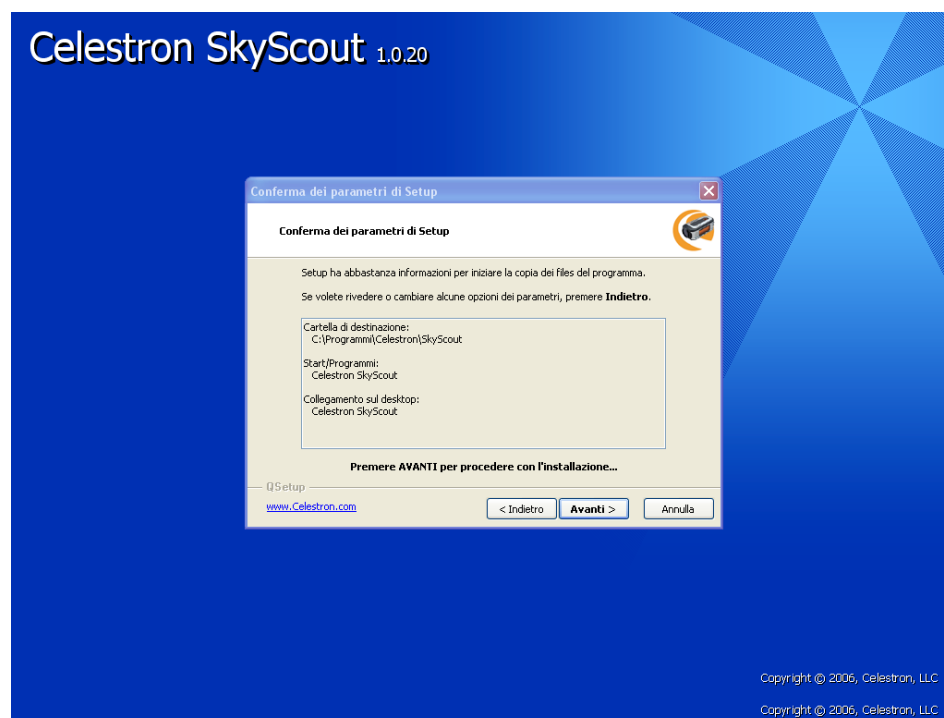 Celestron SkyScout 1.0.20
Conferma dei parametri di Setup
Conferma dei parametri di Setup
Setup ha abbastanza informazioni per iniziare la copia dei files del programma.
Se volete rivedere o cambiare alcune opzioni dei parametri, premere Indietro.
Cartella di destinazione:
C:\Programmi\Celestron\SkyScout
Start/Programmi:
Celestron SkyScout
Collegamento sul desktop:
Celestron SkyScout
Premere AVANTI per procedere con l'installazione...
QSetup
www.Celestron.com
< Indietro
Avanti >
Annulla
Copyright © 2006, Celestron, LLC
Copyright © 2006, Celestron, LLC